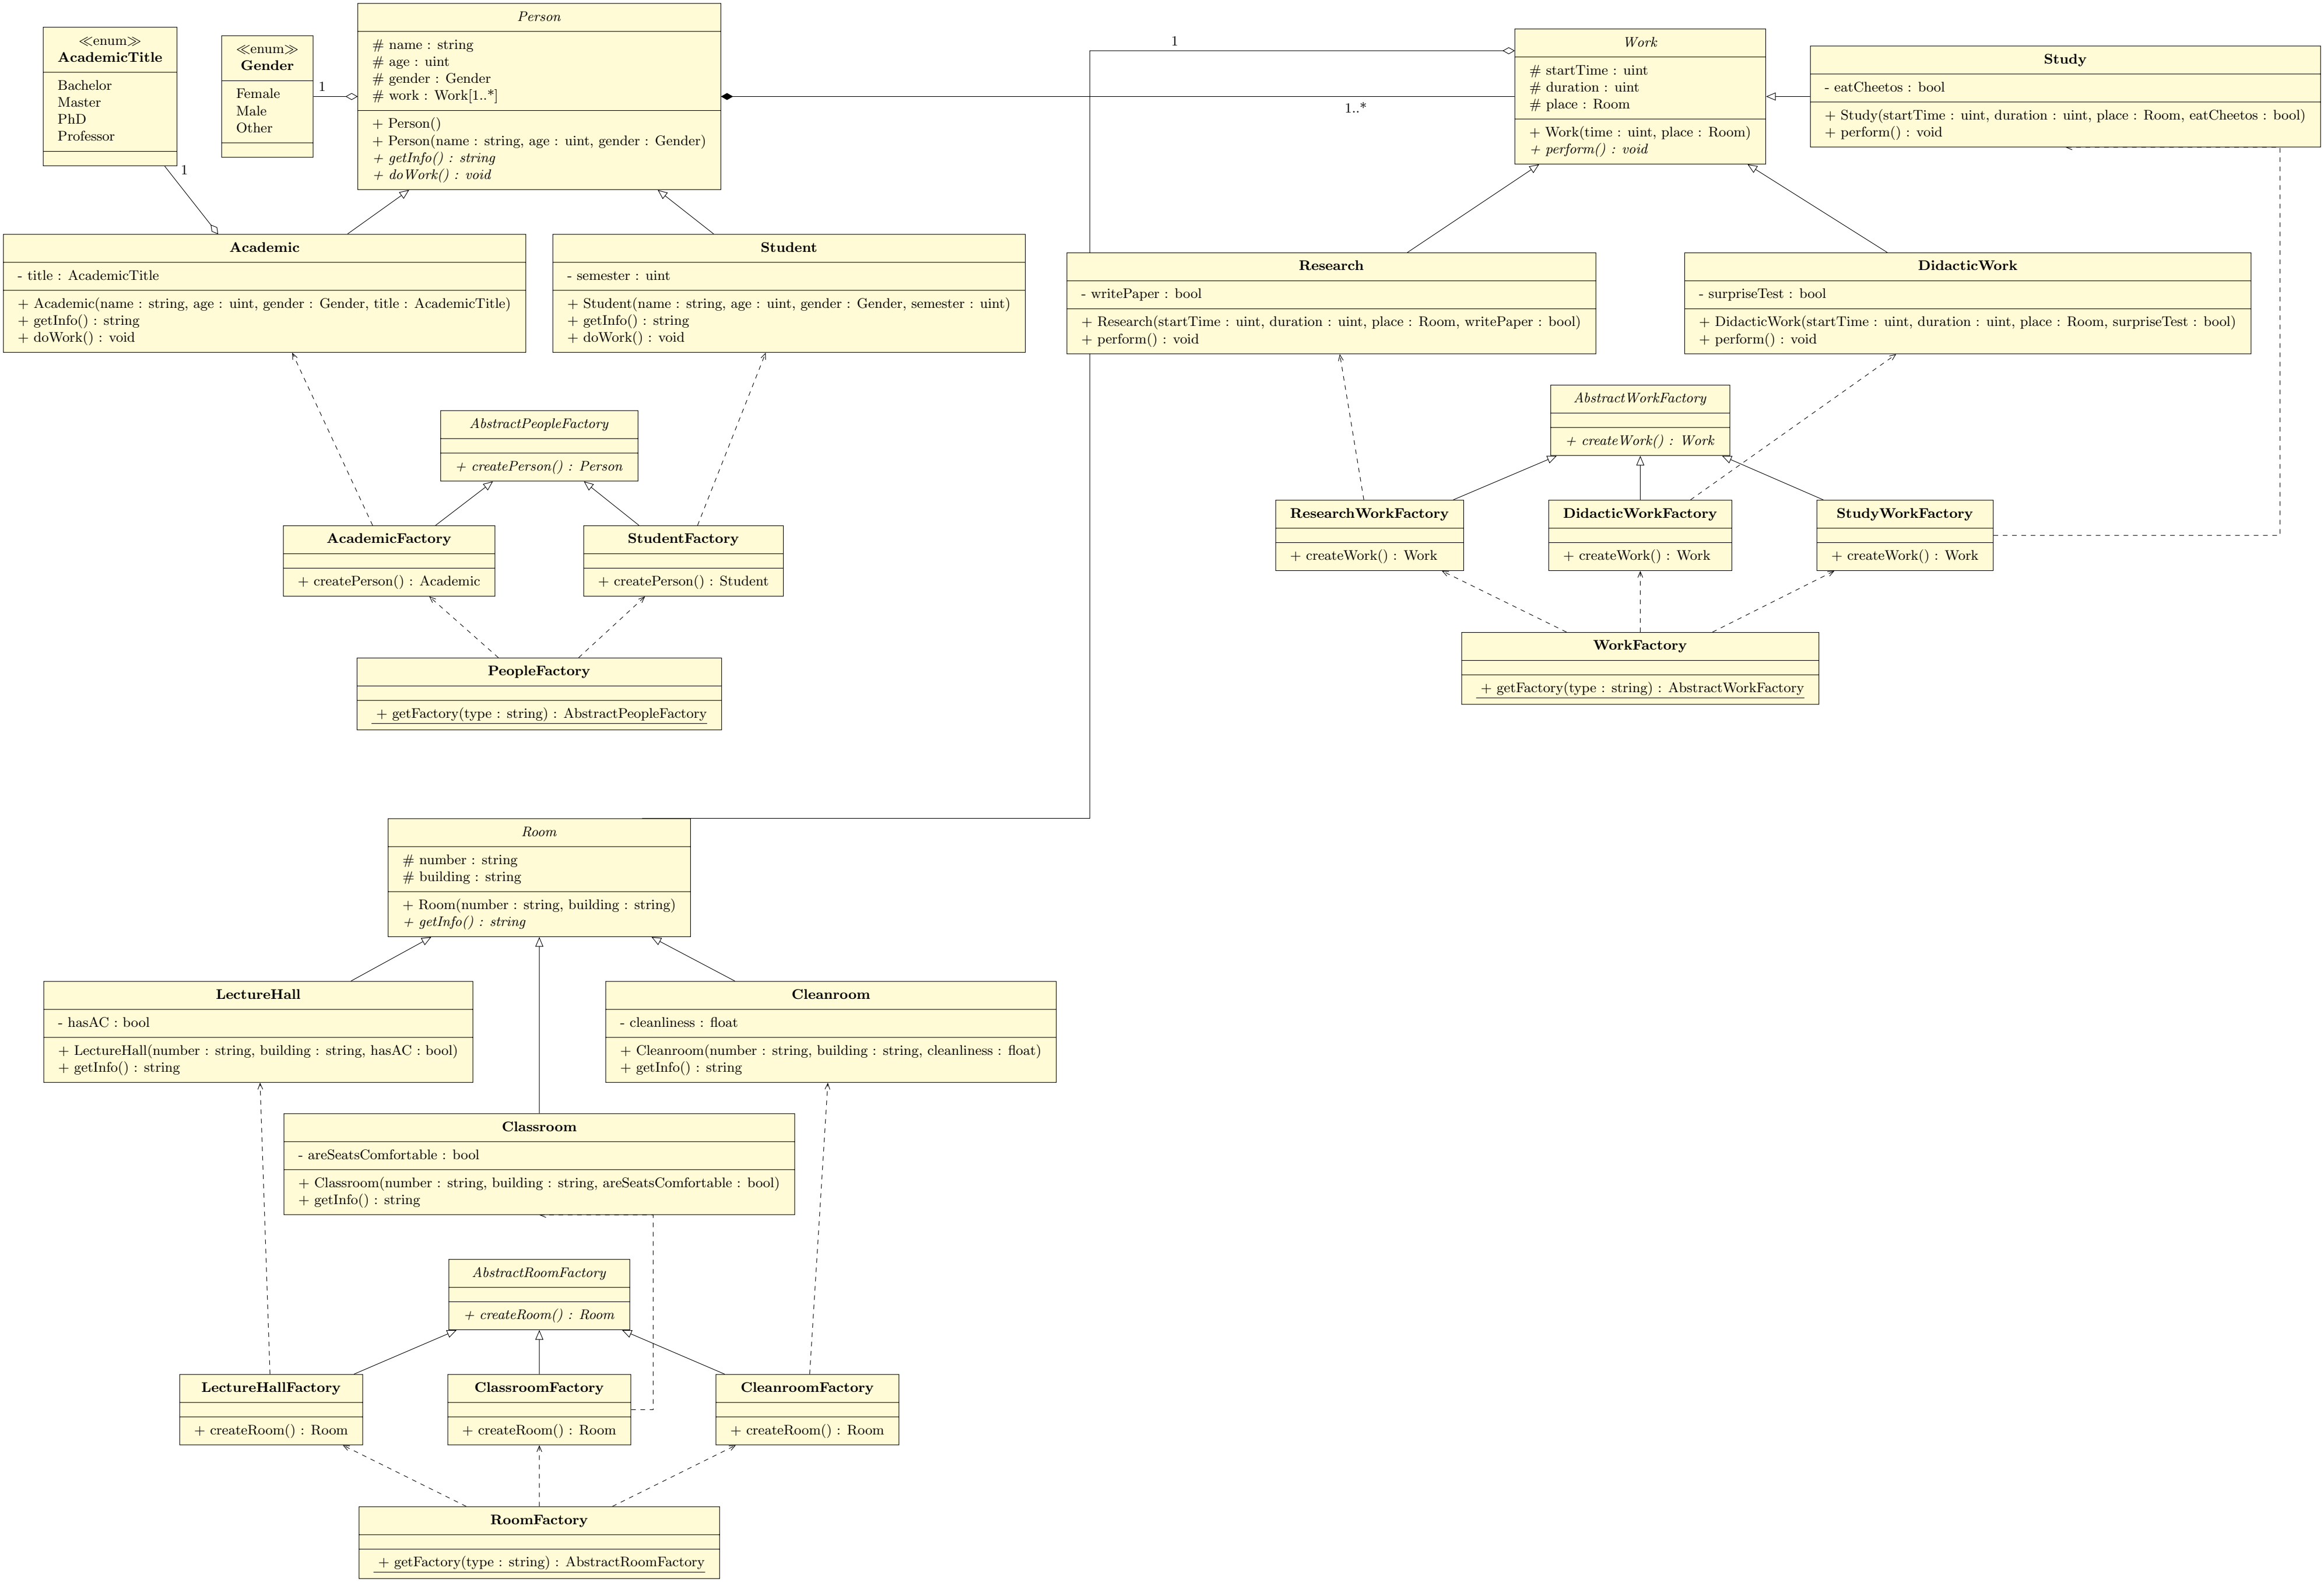 ≪enum≫
AcademicTitle
Bachelor
Master
PhD
Professor
1
≪enum≫
Gender
Female
Male
Other
1
Person
# name : string
# age : uint
# gender : Gender
# work : Work[1..*]
+ Person()
+ Person(name : string, age : uint, gender : Gender)
+ getInfo() : string
+ doWork() : void
1
1..*
Work
# startTime : uint
# duration : uint
# place : Room
+ Work(time : uint, place : Room)
+ perform() : void
Study
- eatCheetos : bool
+ Study(startTime : uint, duration : uint, place : Room, eatCheetos : bool)
+ perform() : void
Academic
- title : AcademicTitle
+ Academic(name : string, age : uint, gender : Gender, title : AcademicTitle)
+ getInfo() : string
+ doWork() : void
Student
- semester : uint
+ Student(name : string, age : uint, gender : Gender, semester : uint)
+ getInfo() : string
+ doWork() : void
Research
- writePaper : bool
+ Research(startTime : uint, duration : uint, place : Room, writePaper : bool)
+ perform() : void
DidacticWork
- surpriseTest : bool
+ DidacticWork(startTime : uint, duration : uint, place : Room, surpriseTest : bool)
+ perform() : void
AbstractPeopleFactory
+ createPerson() : Person
AcademicFactory
+ createPerson() : Academic
StudentFactory
+ createPerson() : Student
PeopleFactory
+ getFactory(type : string) : AbstractPeopleFactory
AbstractWorkFactory
+ createWork() : Work
ResearchWorkFactory
+ createWork() : Work
DidacticWorkFactory
+ createWork() : Work
StudyWorkFactory
+ createWork() : Work
WorkFactory
+ getFactory(type : string) : AbstractWorkFactory
Room
# number : string
# building : string
+ Room(number : string, building : string)
+ getInfo() : string
LectureHall
- hasAC : bool
+ LectureHall(number : string, building : string, hasAC : bool)
+ getInfo() : string
Cleanroom
- cleanliness : float
+ Cleanroom(number : string, building : string, cleanliness : float)
+ getInfo() : string
Classroom
- areSeatsComfortable : bool
+ Classroom(number : string, building : string, areSeatsComfortable : bool)
+ getInfo() : string
AbstractRoomFactory
+ createRoom() : Room
LectureHallFactory
+ createRoom() : Room
ClassroomFactory
+ createRoom() : Room
CleanroomFactory
+ createRoom() : Room
RoomFactory
+ getFactory(type : string) : AbstractRoomFactory